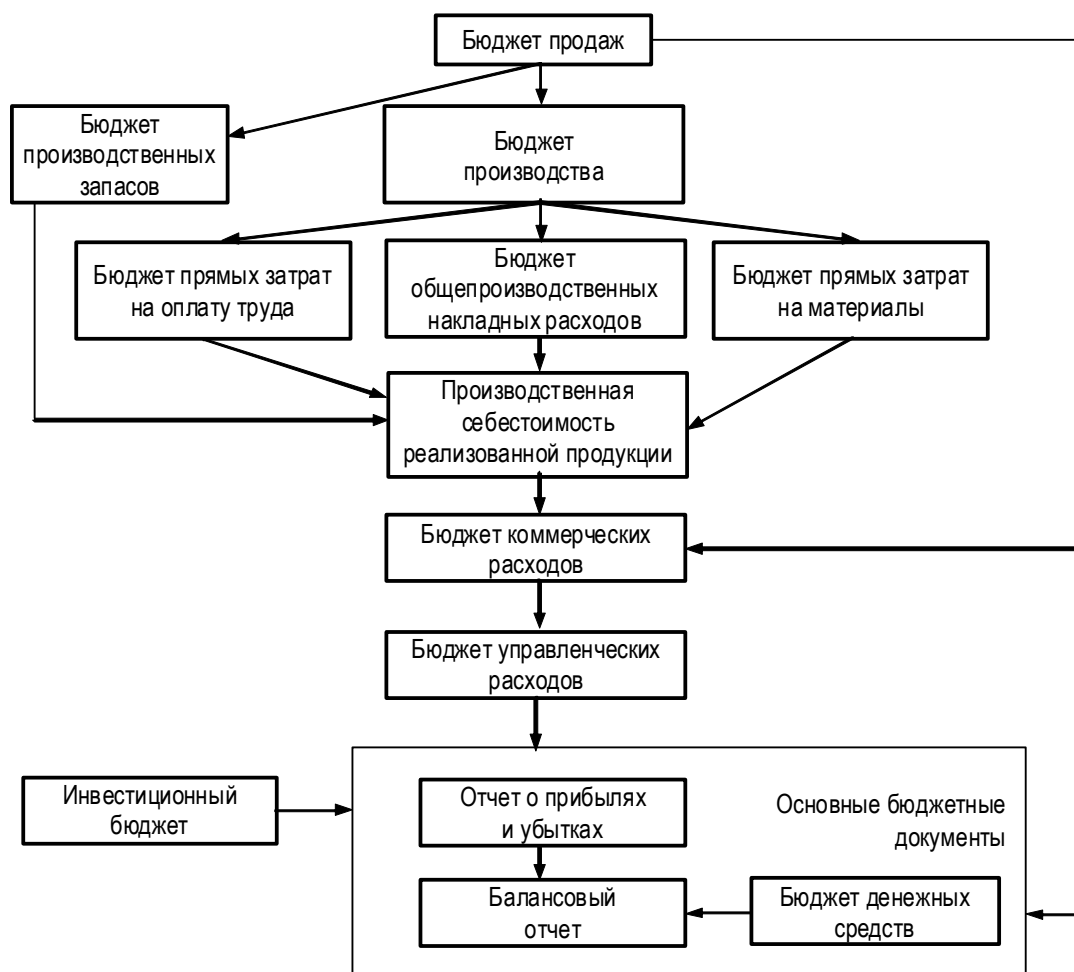 Бюджет продаж
Бюджет
производственных
запасов
Бюджет
производства
Бюджет прямых затрат
на оплату труда
Бюджет
общепроизводственных
накладных расходов
Бюджет прямых затрат
на материалы
Производственная
себестоимость
реализованной продукции
Бюджет коммерческих
расходов
Бюджет управленческих
расходов
Инвестиционный
бюджет
Отчет о прибылях
и убытках
Основные бюджетные
документы
Балансовый
отчет
Бюджет денежных
средств